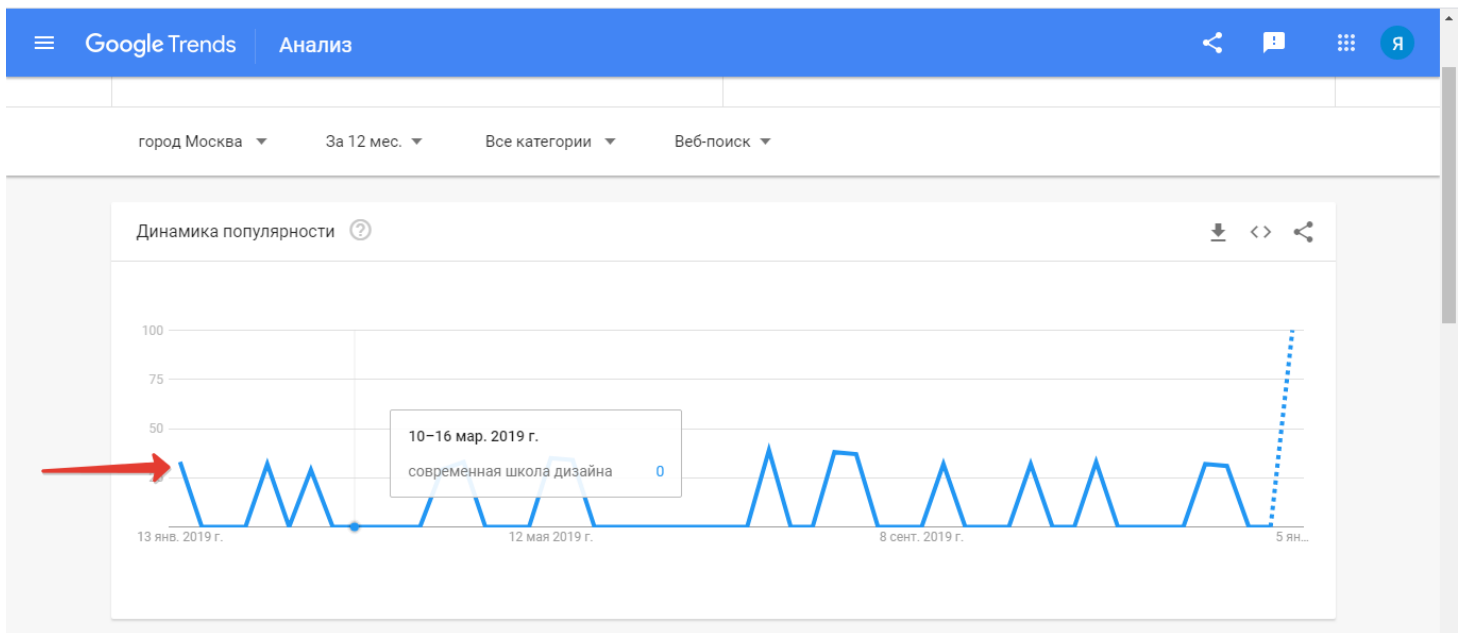 Google Trends Анализ Я
город Москва За 12 мес. Все категории Веб-поиск
Динамика популярности ?
100
75
50
10–16 мар. 2019 г.
современная школа дизайна 0
13 янв. 2019 г. 12 мая 2019 г. 8 сент. 2019 г. 5 ян...